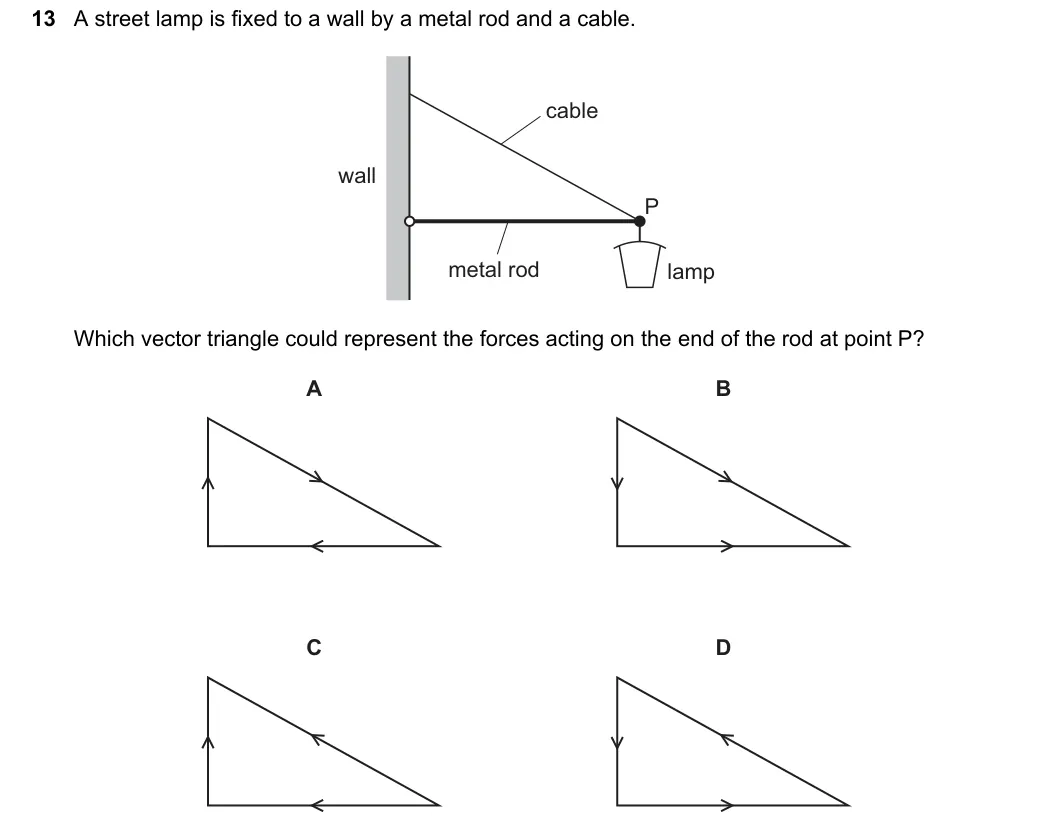 13 A street lamp is fixed to a wall by a metal rod and a cable.
cable
wall
P
metal rod
lamp
Which vector triangle could represent the forces acting on the end of the rod at point P?
A
B
C
D